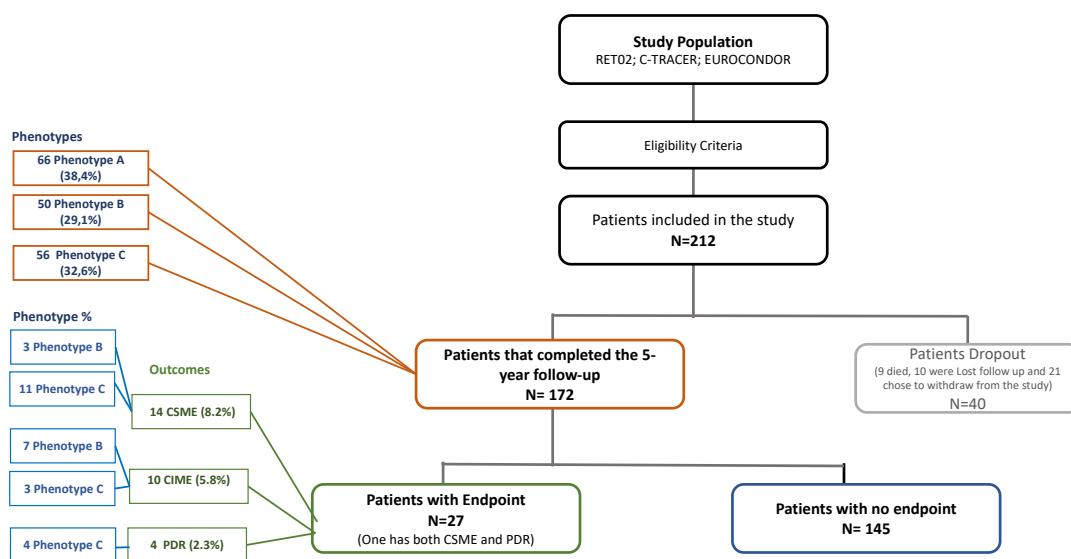 Study Population
RET02; C-TRACER; EUROCONDOR
Eligibility Criteria
Patients included in the study
N=212
Phenotypes
66 Phenotype A
(38,4%)
50 Phenotype B
(29,1%)
56 Phenotype C
(32,6%)
Patients that completed the 5-
year follow-up
N= 172
Patients Dropout
(9 died, 10 were Lost follow up and 21
chose to withdraw from the study)
N=40
Phenotype %
3 Phenotype B
11 Phenotype C
7 Phenotype B
3 Phenotype C
4 Phenotype C
Outcomes
14 CSME (8.2%)
10 CIME (5.8%)
4 PDR (2.3%)
Patients with Endpoint
N=27
(One has both CSME and PDR)
Patients with no endpoint
N= 145